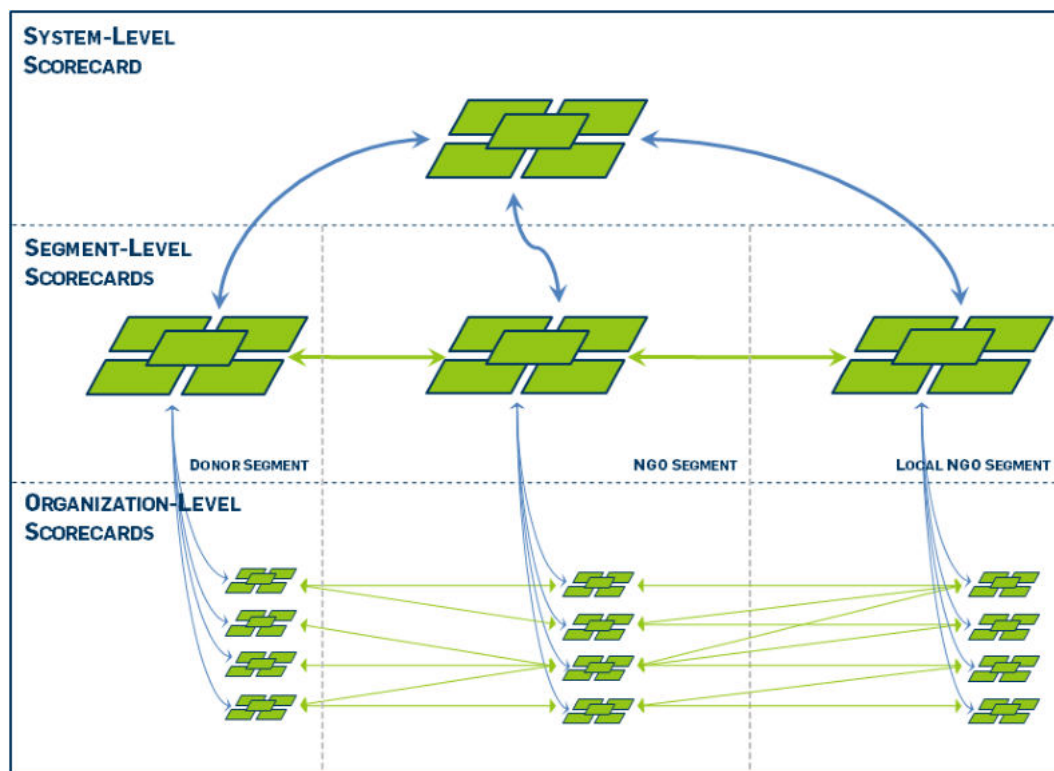 SYSTEM-LEVEL
SCORECARD
SEGMENT-LEVEL
SCORECARDS
DONOR SEGMENT
NGO SEGMENT
LOCAL NGO SEGMENT
ORGANIZATION-LEVEL
SCORECARDS